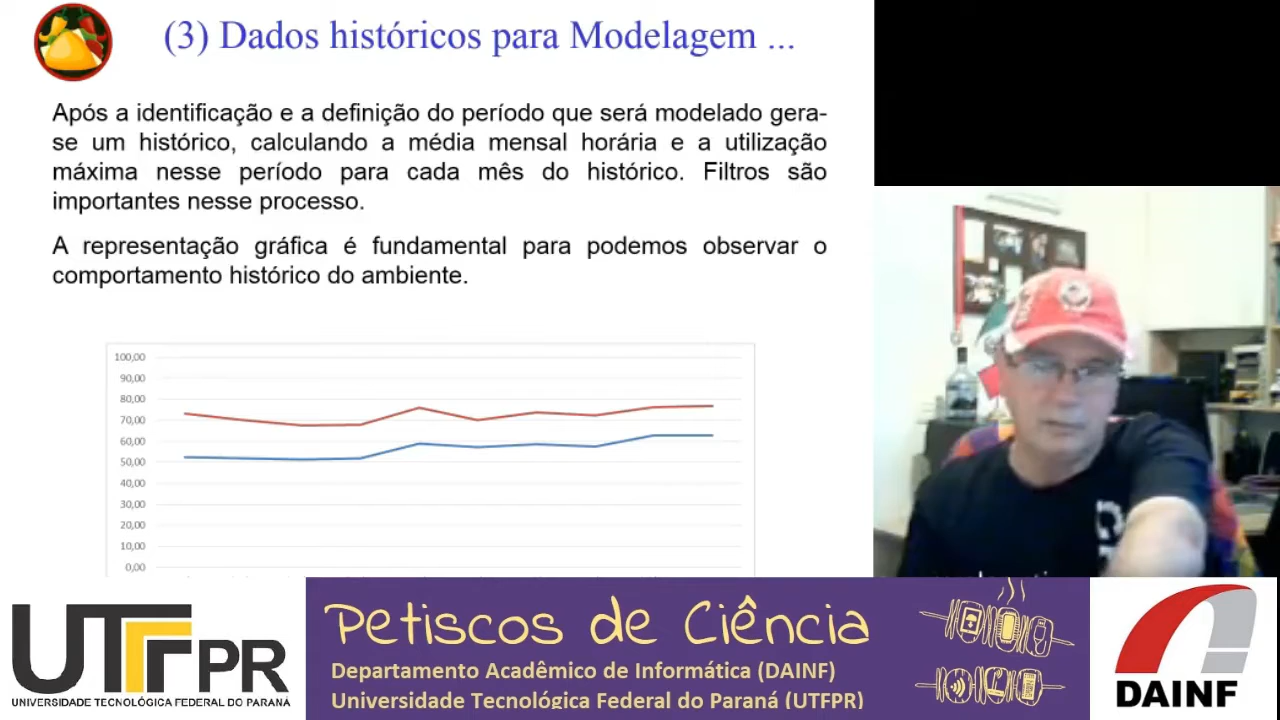 (3) Dados históricos para Modelagem ...
Após a identificação e a definição do período que será modelado gera-
se um histórico, calculando a média mensal horária e a utilização
máxima nesse período para cada mês do histórico. Filtros são
importantes nesse processo.
A representação gráfica é fundamental para podemos observar o
comportamento histórico do ambiente.
100,00
90,00
80,00
70,00
60,00
50,00
40,00
30,00
20,00
10,00
0,00
UTFPR
UNIVERSIDADE TECNOLÓGICA FEDERAL DO PARANÁ
Petiscos de Ciência
Departamento Acadêmico de Informática (DAINF)
Universidade Tecnológica Federal do Paraná (UTFPR)
DAINF